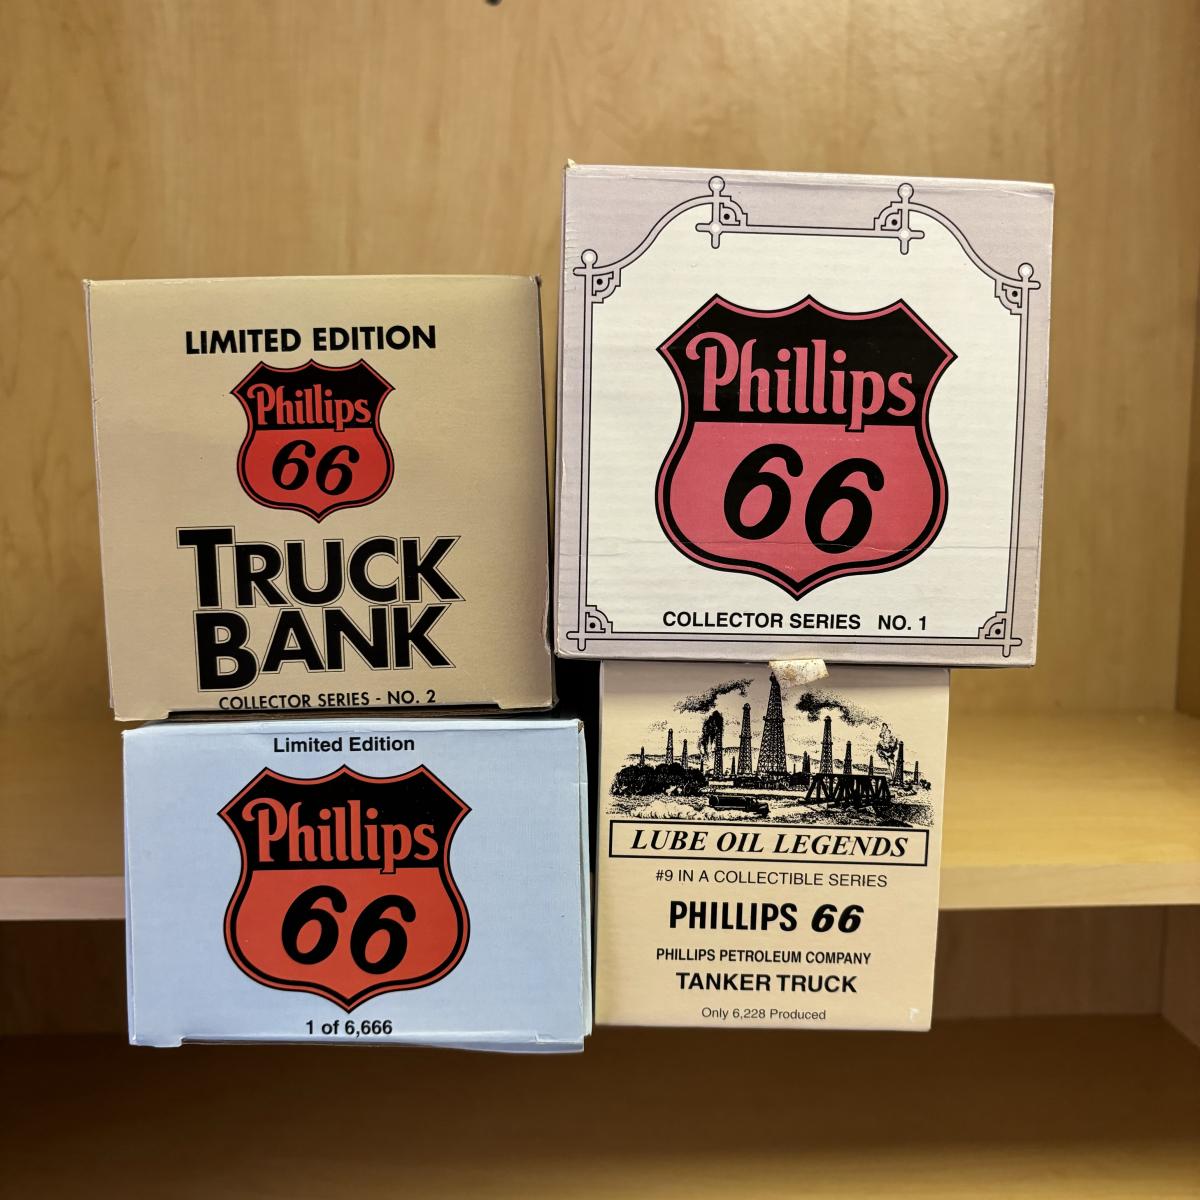 LIMITED EDITION
Phillips
66
TRUCK
BANK
COLLECTOR SERIES - NO. 2
Phillips
66
COLLECTOR SERIES NO. 1
Limited Edition
Phillips
66
1 of 6,666
LUBE OIL LEGENDS
#9 IN A COLLECTIBLE SERIES
PHILLIPS 66
PHILLIPS PETROLEUM COMPANY
TANKER TRUCK
Only 6,228 Produced